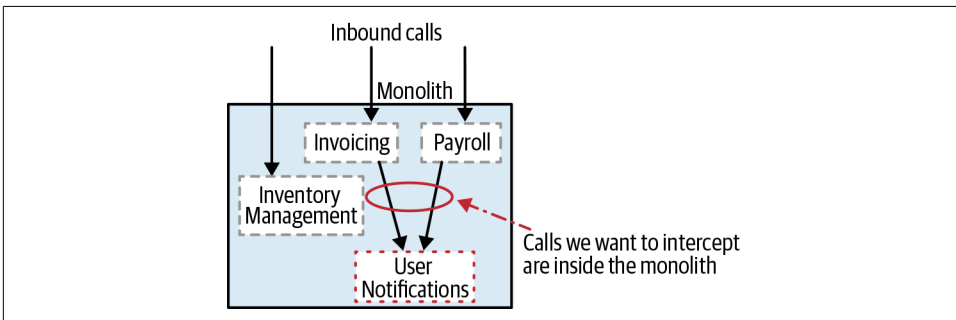 Inbound calls
Monolith
Invoicing
Payroll
Inventory
Management
Calls we want to intercept
are inside the monolith
User
Notifications